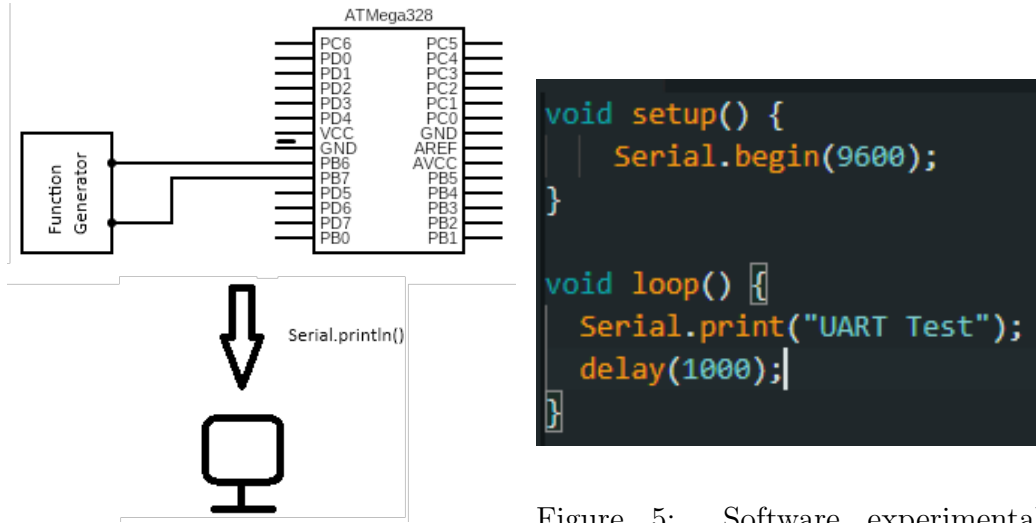 ATMega328
PC6
PD0
PD1
PD2
PD3
PD4
VCC
GND
PB6
PB7
PD5
PD6
PD7
PB0
PC5
PC4
PC3
PC2
PC1
PC0
GND
AREF
AVCC
PB5
PB4
PB3
PB2
PB1
Function
Generator
Serial.println()
void setup() {
Serial.begin(9600);
}
void loop() {
Serial.print("UART Test");
delay(1000);
}
Figure 5: Software experimenta